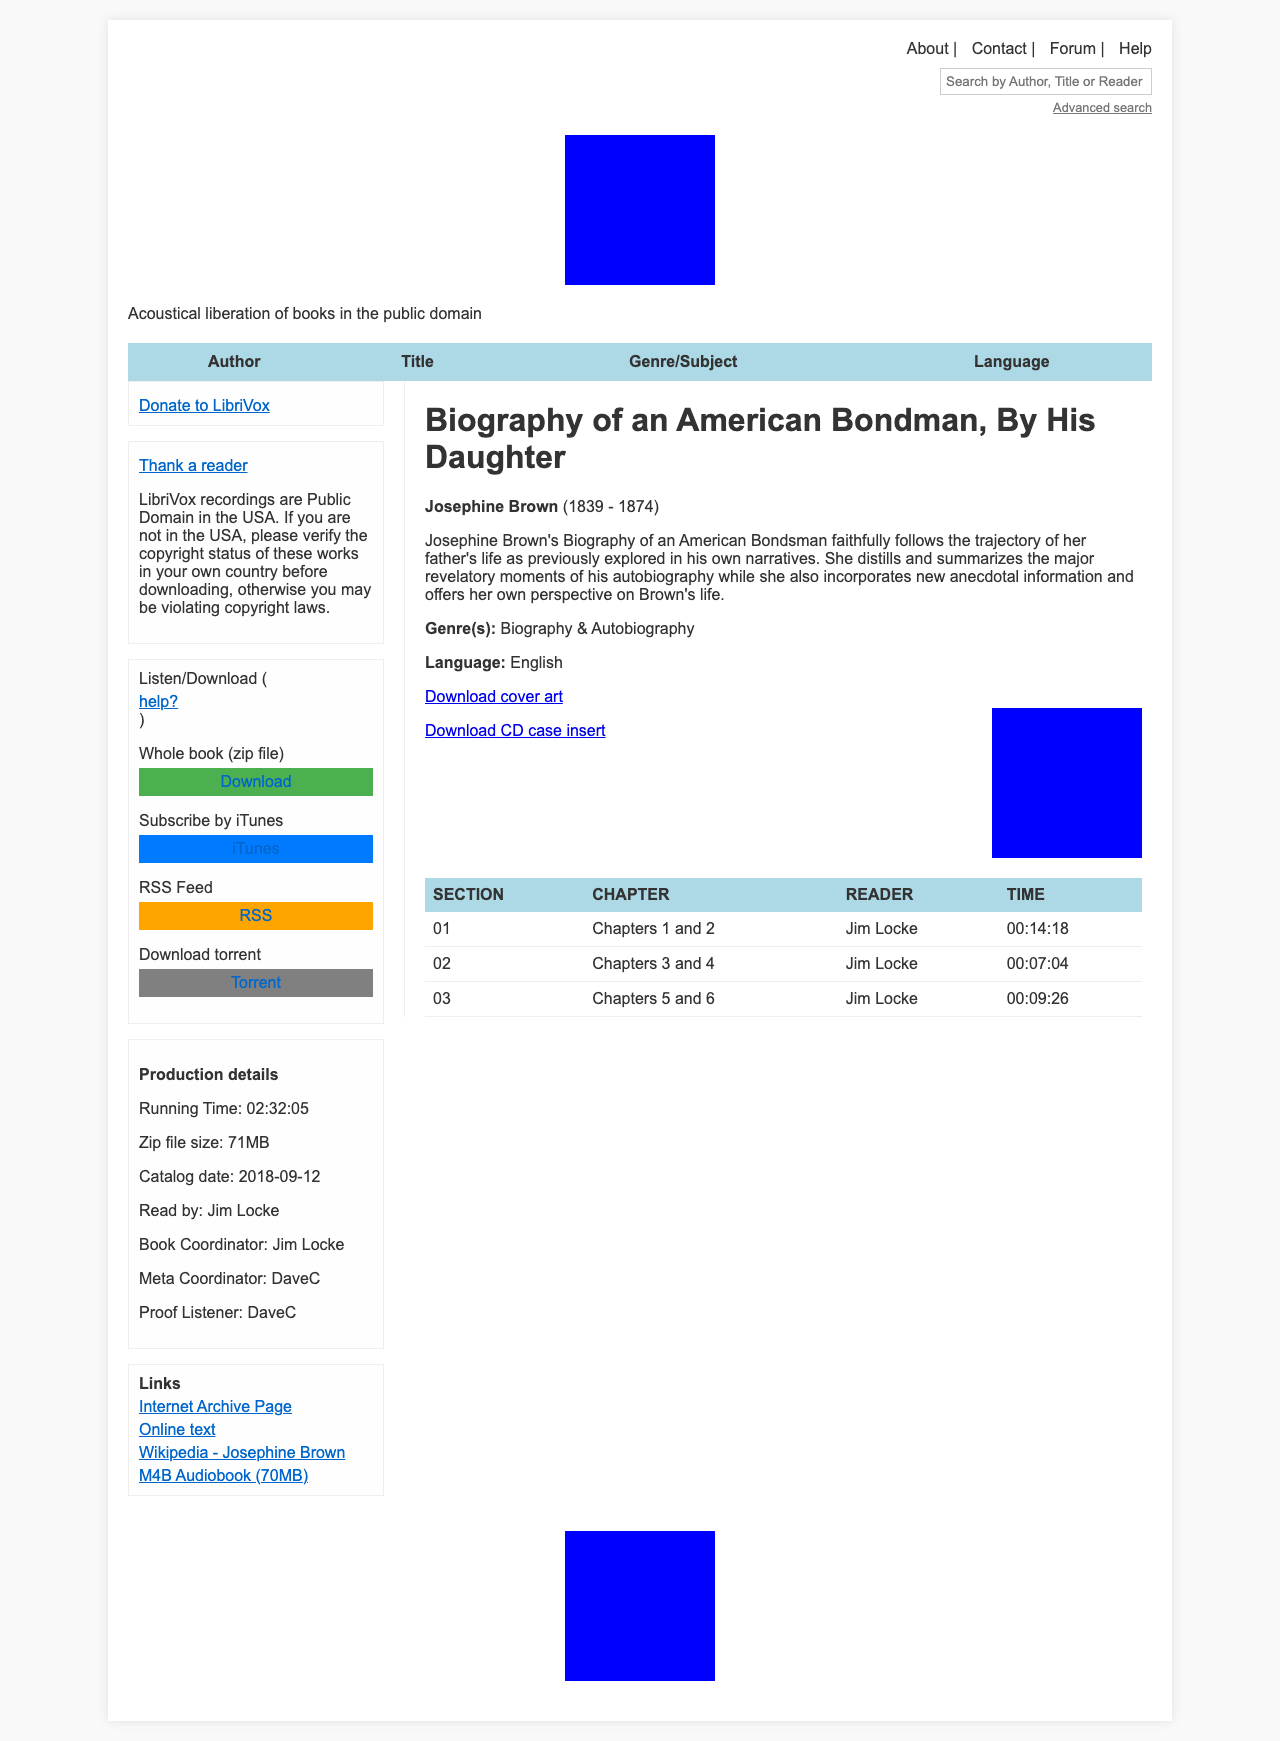 About | Contact | Forum | Help
Search by Author, Title or Reader
Advanced search
Acoustical liberation of books in the public domain
Author Title Genre/Subject Language
Donate to LibriVox
Thank a reader
LibriVox recordings are Public
Domain in the USA. If you are
not in the USA, please verify the
copyright status of these works
in your own country before
downloading, otherwise you may
be violating copyright laws.
Listen/Download (
help?
)
Whole book (zip file)
Download
Subscribe by iTunes
iTunes
RSS Feed
RSS
Download torrent
Torrent
Production details
Running Time: 02:32:05
Zip file size: 71MB
Catalog date: 2018-09-12
Read by: Jim Locke
Book Coordinator: Jim Locke
Meta Coordinator: DaveC
Proof Listener: DaveC
Links
Internet Archive Page
Online text
Wikipedia - Josephine Brown
M4B Audiobook (70MB)
Biography of an American Bondman, By His
Daughter
Josephine Brown (1839 - 1874)
Josephine Brown's Biography of an American Bondsman faithfully follows the trajectory of her
father's life as previously explored in his own narratives. She distills and summarizes the major
revelatory moments of his autobiography while she also incorporates new anecdotal information and
offers her own perspective on Brown's life.
Genre(s): Biography & Autobiography
Language: English
Download cover art
Download CD case insert
SECTION CHAPTER READER TIME
01 Chapters 1 and 2 Jim Locke 00:14:18
02 Chapters 3 and 4 Jim Locke 00:07:04
03 Chapters 5 and 6 Jim Locke 00:09:26